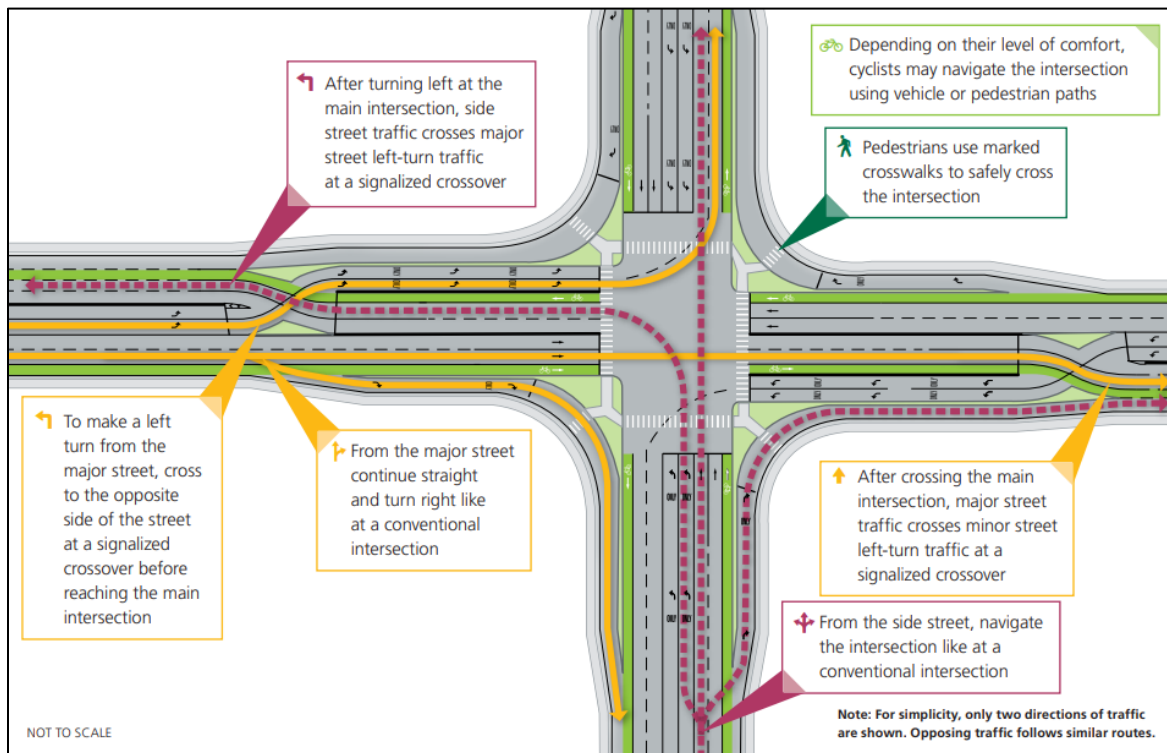 After turning left at the
main intersection, side
street traffic crosses major
street left-turn traffic
at a signalized crossover
Depending on their level of comfort,
cyclists may navigate the intersection
using vehicle or pedestrian paths
Pedestrians use marked
crosswalks to safely cross
the intersection
To make a left
turn from the
major street, cross
to the opposite
side of the street
at a signalized
crossover before
reaching the main
intersection
From the major street
continue straight
and turn right like
at a conventional
intersection
After crossing the main
intersection, major street
traffic crosses minor street
left-turn traffic at a
signalized crossover
From the side street, navigate
the intersection like at a
conventional intersection
NOT TO SCALE
Note: For simplicity, only two directions of traffic
are shown. Opposing traffic follows similar routes.